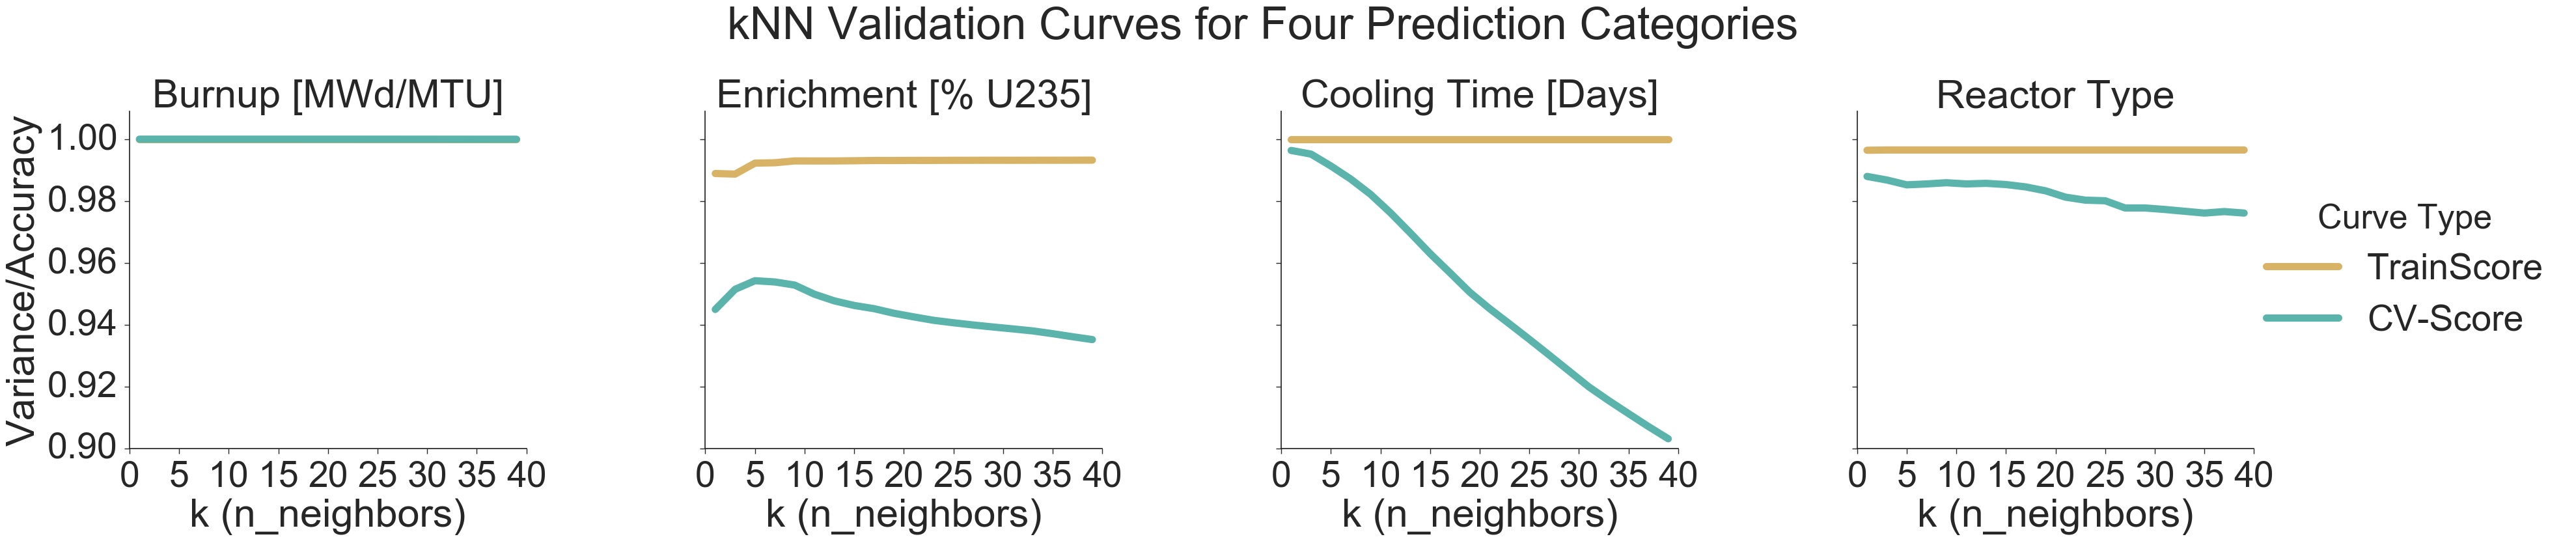 kNN Validation Curves for Four Prediction Categories
Burnup [MWd/MTU]
Enrichment [% U235]
Cooling Time [Days]
Reactor Type
Variance/Accuracy
1.00
0.98
0.96
0.94
0.92
0.90
0 5 10 15 20 25 30 35 40
k (n_neighbors)
0 5 10 15 20 25 30 35 40
k (n_neighbors)
0 5 10 15 20 25 30 35 40
k (n_neighbors)
0 5 10 15 20 25 30 35 40
k (n_neighbors)
Curve Type
TrainScore
CV-Score